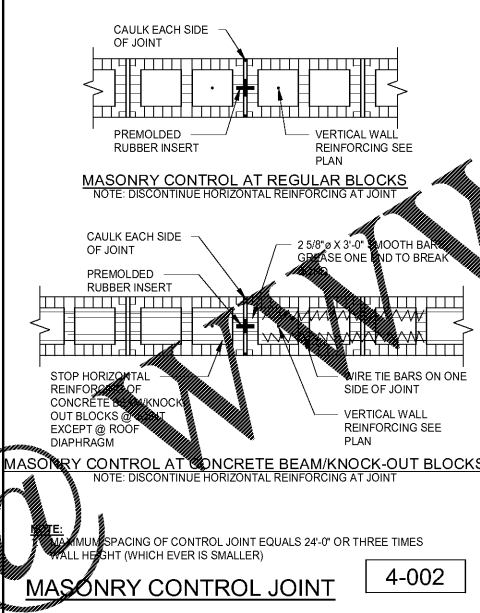 CAULK EACH SIDE
OF JOINT
PREMOLDED
RUBBER INSERT
VERTICAL WALL
REINFORCING SEE
PLAN
MASONRY CONTROL AT REGULAR BLOCKS
NOTE: DISCONTINUE HORIZONTAL REINFORCING AT JOINT
CAULK EACH SIDE
OF JOINT
2 5/8"ø X 3'-0" SMOOTH BARS
GREASE ONE END TO BREAK
PREMOLDED
RUBBER INSERT
STOP HORIZONTAL
REINFORCING OF
CONCRETE BEAM/KNOCK-
OUT BLOCKS @
EXCEPT @ ROOF
DIAPHRAGM
WIRE TIE BARS ON ONE
SIDE OF JOINT
VERTICAL WALL
REINFORCING SEE
PLAN
MASONRY CONTROL AT CONCRETE BEAM/KNOCK-OUT BLOCKS
NOTE: DISCONTINUE HORIZONTAL REINFORCING AT JOINT
NOTE:
MAXIMUM SPACING OF CONTROL JOINT EQUALS 24'-0" OR THREE TIMES
WALL HEIGHT (WHICH EVER IS SMALLER)
MASONRY CONTROL JOINT
4-002
@ WWW